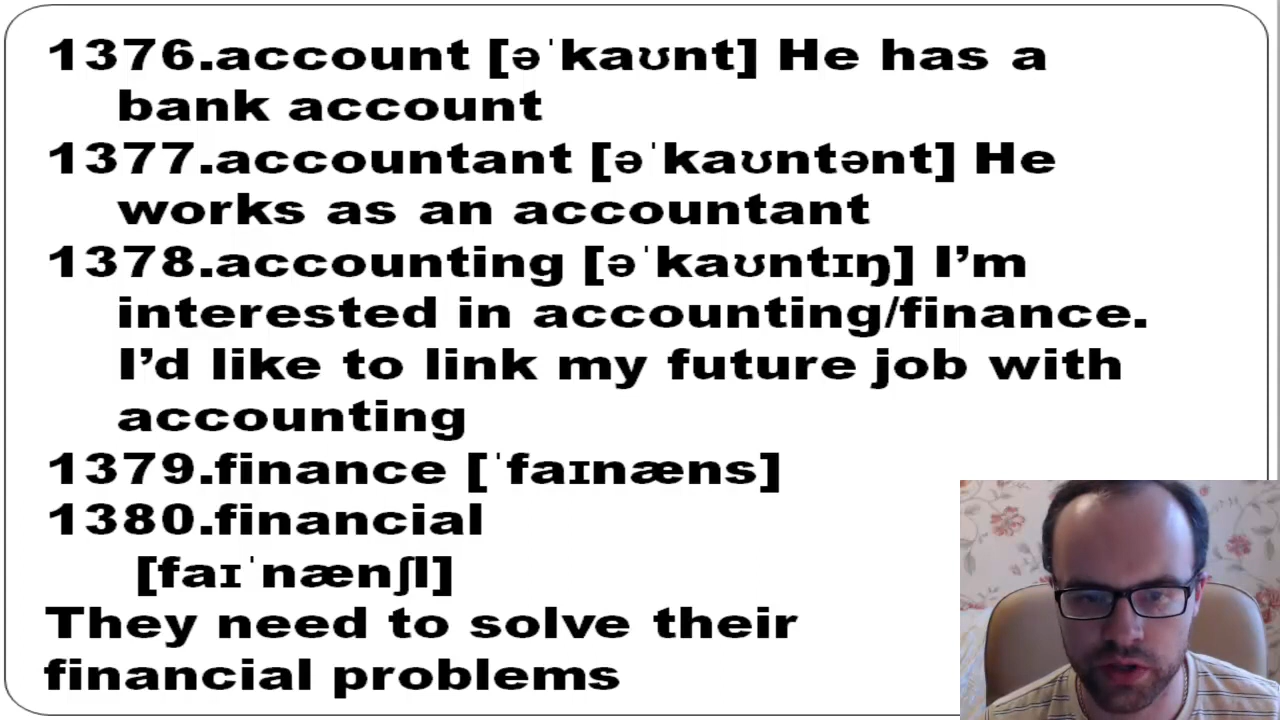 1376.account [əˈkaʊnt] He has a
bank account
1377.accountant [əˈkaʊntənt] He
works as an accountant
1378.accounting [əˈkaʊntɪŋ] I’m
interested in accounting/finance.
I’d like to link my future job with
accounting
1379.finance [ˈfaɪnæns]
1380.financial
[faɪˈnænʃl]
They need to solve their
financial problems